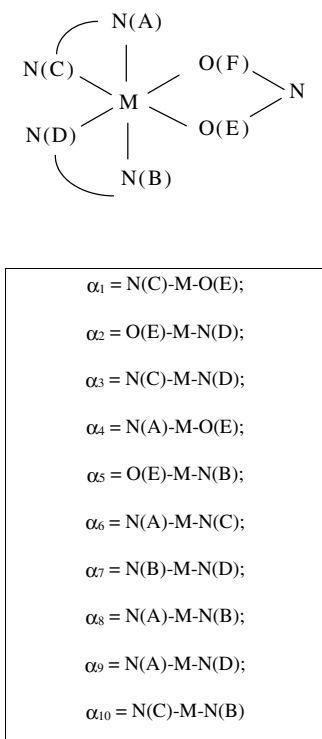 N(A)
N(C) O(F)
M N
N(D) O(E)
N(B)
α1 = N(C)-M-O(E);
α2 = O(E)-M-N(D);
α3 = N(C)-M-N(D);
α4 = N(A)-M-O(E);
α5 = O(E)-M-N(B);
α6 = N(A)-M-N(C);
α7 = N(B)-M-N(D);
α8 = N(A)-M-N(B);
α9 = N(A)-M-N(D);
α10 = N(C)-M-N(B)